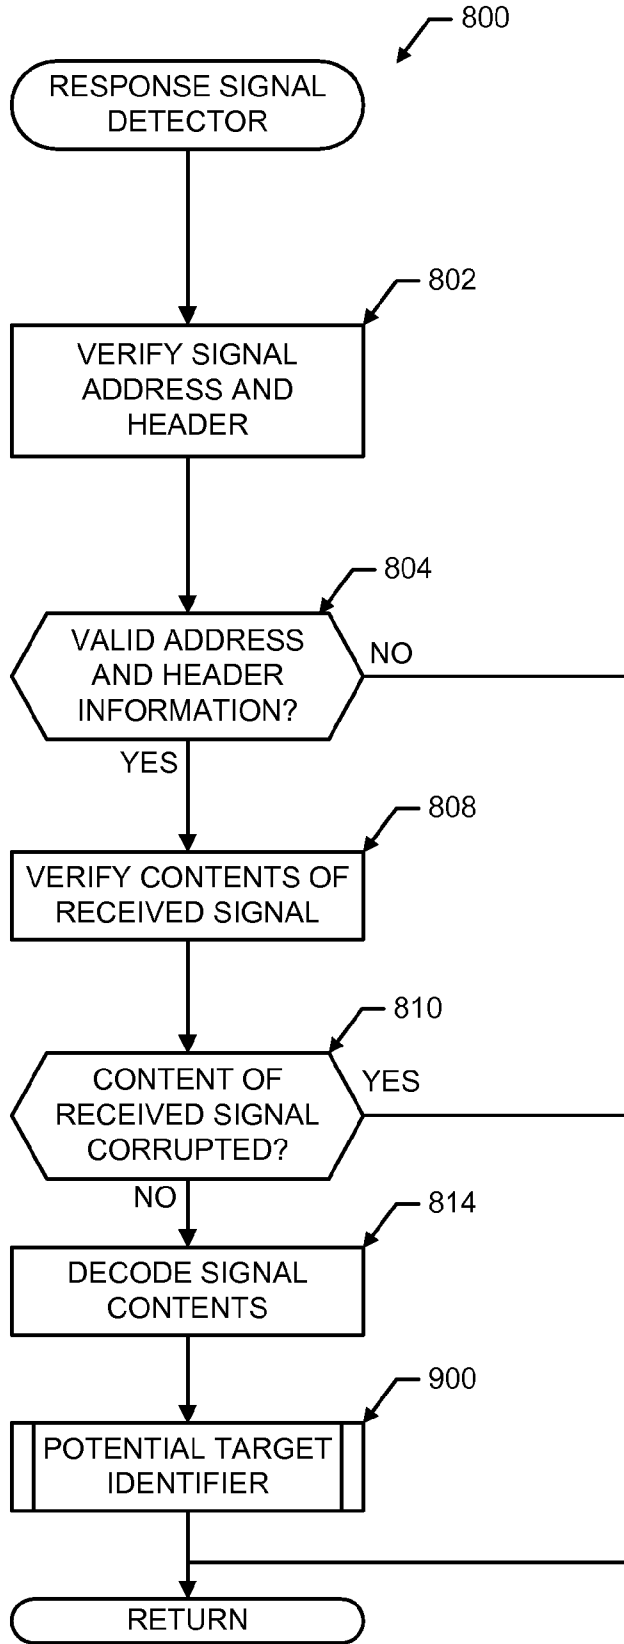 800
RESPONSE SIGNAL
DETECTOR
802
VERIFY SIGNAL
ADDRESS AND
HEADER
804
VALID ADDRESS
AND HEADER
INFORMATION?
NO
YES
808
VERIFY CONTENTS OF
RECEIVED SIGNAL
810
CONTENT OF
RECEIVED SIGNAL
CORRUPTED?
YES
NO
814
DECODE SIGNAL
CONTENTS
900
POTENTIAL TARGET
IDENTIFIER
RETURN